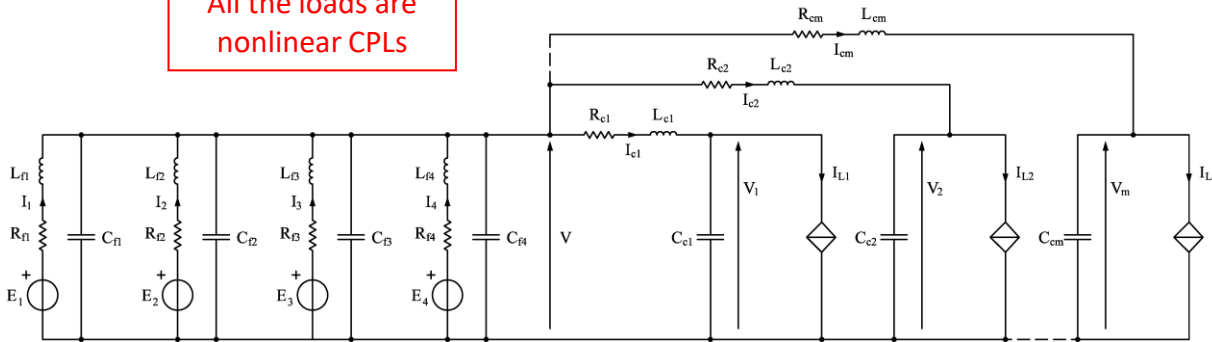 All the loads are
nonlinear CPLs
Rcm
Lcm
Icm
Rc2
Lc2
Ic2
Rc1
Lc1
Ic1
Lf1
Lf2
Lf3
Lf4
I1
I2
I3
I4
Rf1
Rf2
Rf3
Rf4
Cf1
Cf2
Cf3
Cf4
+
+
+
+
E1
E2
E3
E4
V
Cc1
V1
IL1
Cc2
V2
IL2
Ccm
Vm
IL